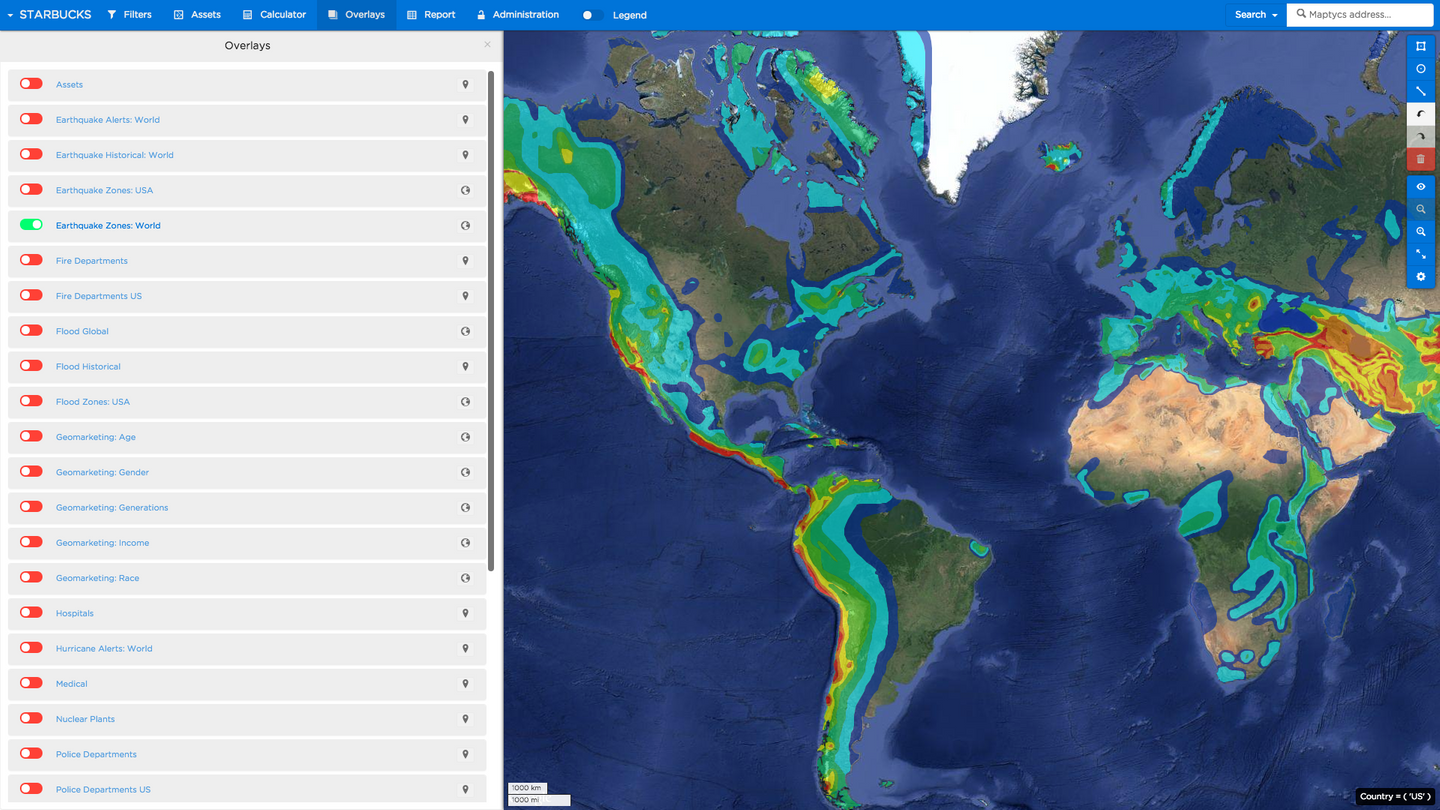 STARBUCKS Filters Assets Calculator Overlays Report Administration Legend Search Maptycs address...
Overlays ×
Assets
Earthquake Alerts: World
Earthquake Historical: World
Earthquake Zones: USA
Earthquake Zones: World
Fire Departments
Fire Departments US
Flood Global
Flood Historical
Flood Zones: USA
Geomarketing: Age
Geomarketing: Gender
Geomarketing: Generations
Geomarketing: Income
Geomarketing: Race
Hospitals
Hurricane Alerts: World
Medical
Nuclear Plants
Police Departments
Police Departments US
1000 km
1000 mi
Country = ( 'US' )